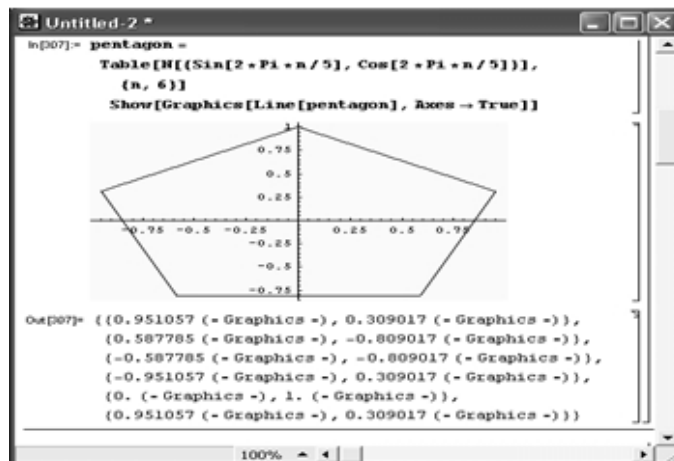 Untitled-2 *
In[307]:= pentagon =
Table[N[{Sin[2 * Pi * n / 5], Cos[2 * Pi * n / 5]}],
{n, 6}]
Show[Graphics[Line[pentagon], Axes → True]]
1
0.75
0.5
0.25
-0.75 -0.5 -0.25 0.25 0.5 0.75
-0.25
-0.5
-0.75
Out[307]= {{0.951057 (- Graphics -), 0.309017 (- Graphics -)},
{0.587785 (- Graphics -), -0.809017 (- Graphics -)},
{-0.587785 (- Graphics -), -0.809017 (- Graphics -)},
{-0.951057 (- Graphics -), 0.309017 (- Graphics -)},
{0. (- Graphics -), 1. (- Graphics -)},
{0.951057 (- Graphics -), 0.309017 (- Graphics -)}}
100%